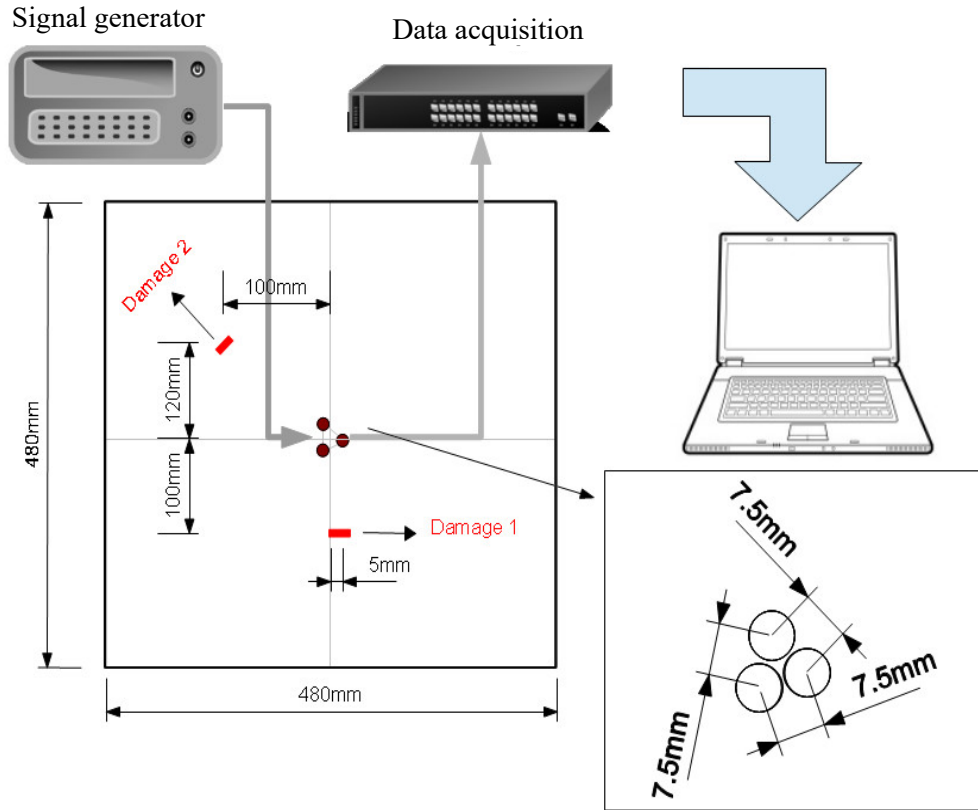 Signal generator
Data acquisition
Damage 2
100mm
120mm
480mm
100mm
Damage 1
5mm
480mm
7.5mm
7.5mm
7.5mm